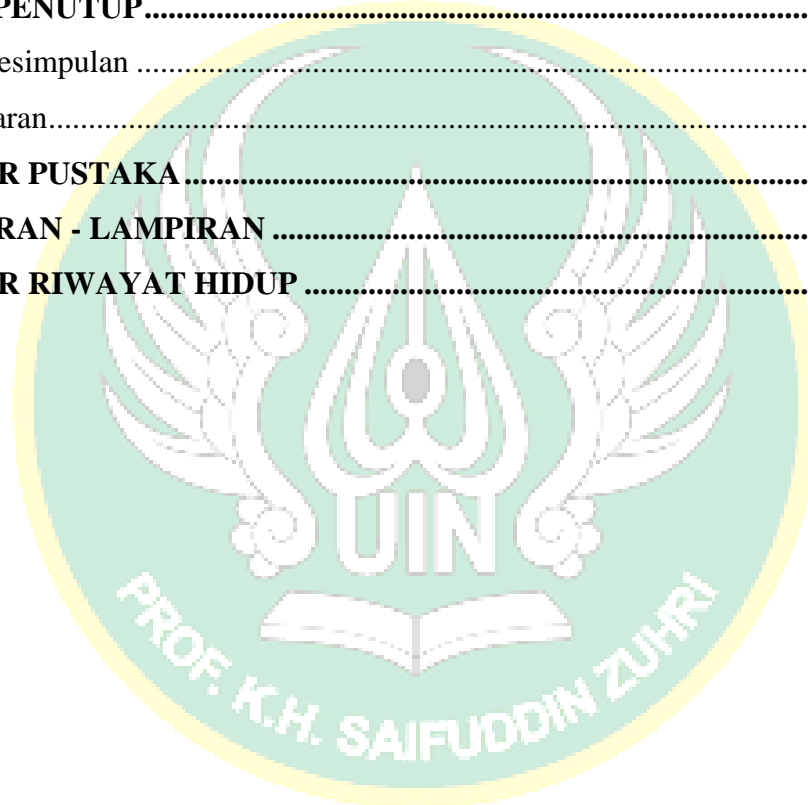 PENUTUP
esimpulan
aran
R PUSTAKA
RAN - LAMPIRAN
R RIWAYAT HIDUP
UIN
PROF. K.H. SAIFUDDIN ZUHRI